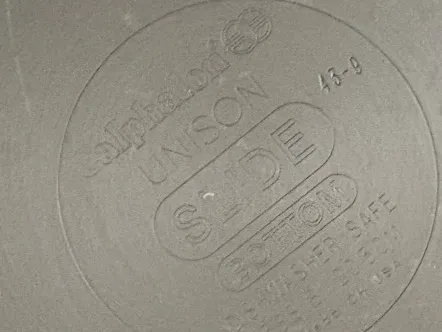 calphalon
UNISON
SLIDE
BOTTOM
43-9
DISHWASHER SAFE
U.S.A.